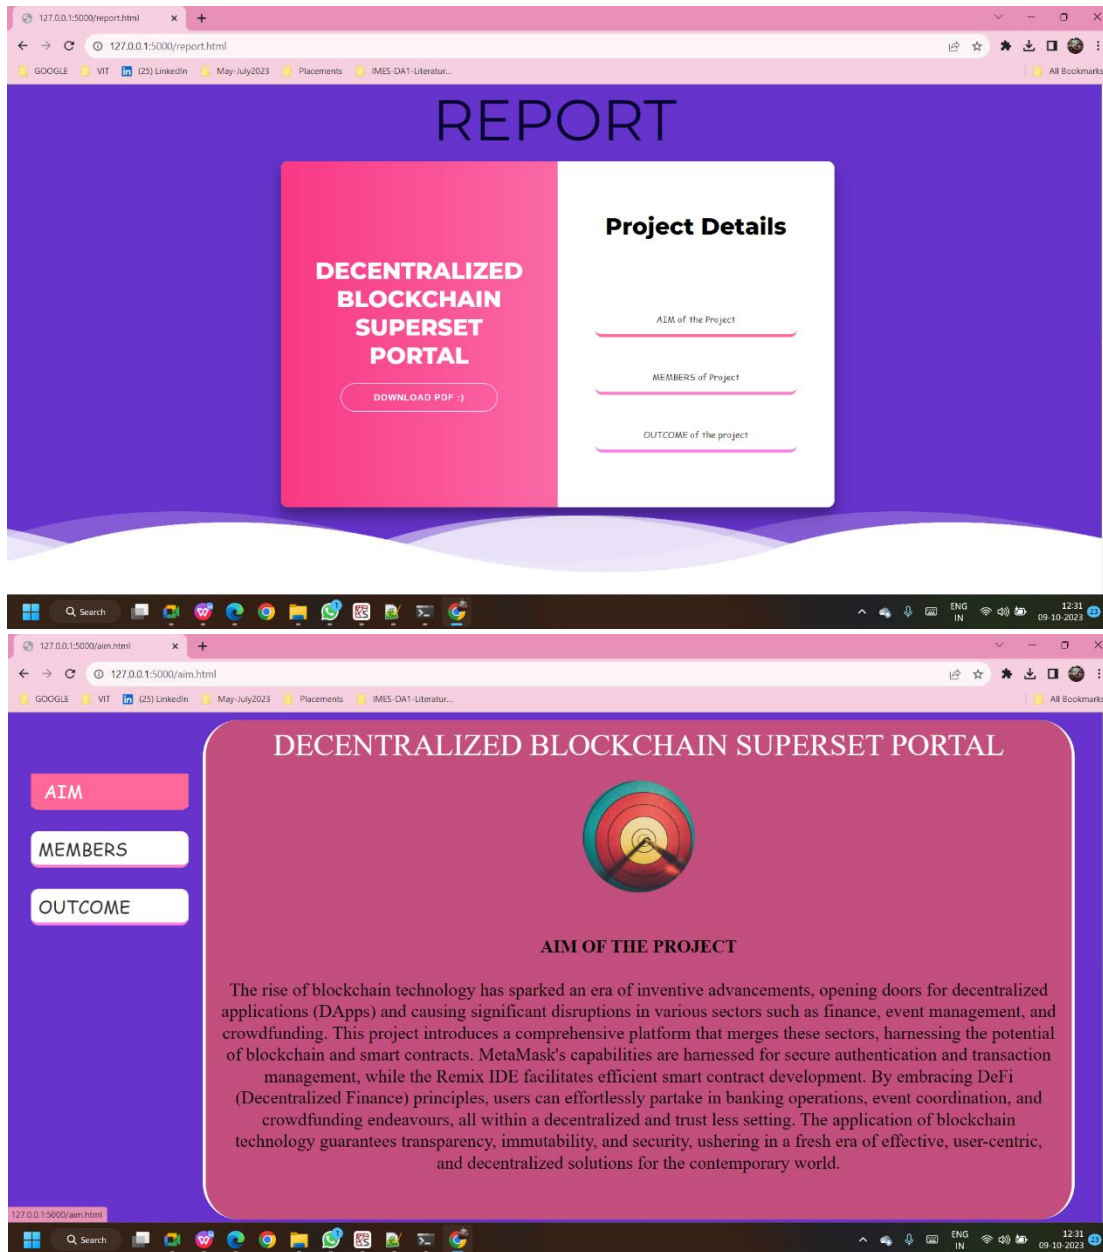 127.0.0.1:5000/report.html
127.0.0.1:5000/report.html
GOOGLE VIT (25) LinkedIn May-July2023 Placements IMES-DA1-Literatur... All Bookmarks
REPORT
DECENTRALIZED
BLOCKCHAIN
SUPERSET
PORTAL
DOWNLOAD PDF :)
Project Details
AIM of the Project
MEMBERS of Project
OUTCOME of the project
Search ENG 12:31
IN 09-10-2023 23
127.0.0.1:5000/aim.html
127.0.0.1:5000/aim.html
GOOGLE VIT (25) LinkedIn May-July2023 Placements IMES-DA1-Literatur... All Bookmarks
AIM
MEMBERS
OUTCOME
DECENTRALIZED BLOCKCHAIN SUPERSET PORTAL
AIM OF THE PROJECT
The rise of blockchain technology has sparked an era of inventive advancements, opening doors for decentralized
applications (DApps) and causing significant disruptions in various sectors such as finance, event management, and
crowdfunding. This project introduces a comprehensive platform that merges these sectors, harnessing the potential
of blockchain and smart contracts. MetaMask's capabilities are harnessed for secure authentication and transaction
management, while the Remix IDE facilitates efficient smart contract development. By embracing DeFi
(Decentralized Finance) principles, users can effortlessly partake in banking operations, event coordination, and
crowdfunding endeavours, all within a decentralized and trust less setting. The application of blockchain
technology guarantees transparency, immutability, and security, ushering in a fresh era of effective, user-centric,
and decentralized solutions for the contemporary world.
127.0.0.1:5000/aim.html
Search ENG 12:31
IN 09-10-2023